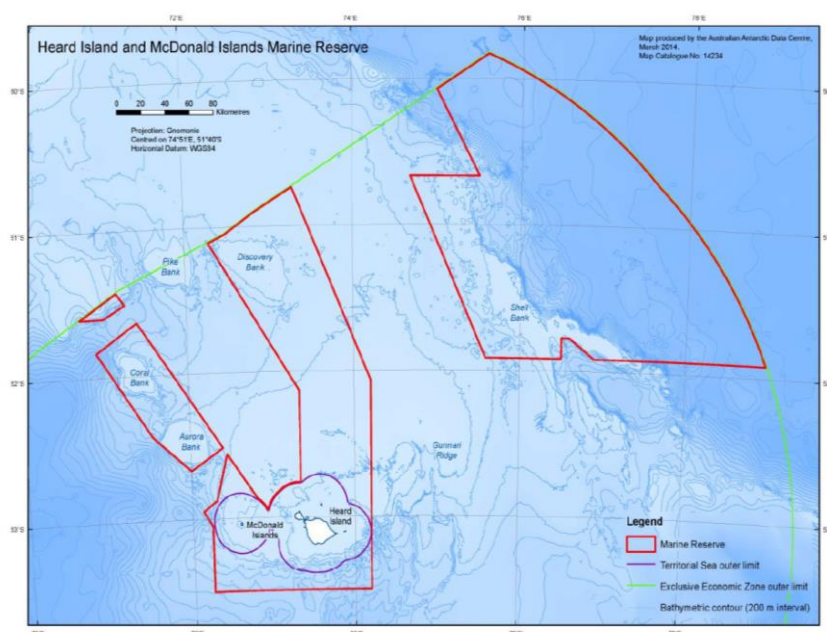 72°E 74°E 76°E 78°E
Heard Island and McDonald Islands Marine Reserve
Map produced by the Australian Antarctic Data Centre,
March 2014.
Map Catalogue No: 14234
0 20 40 60 80
Kilometres
Projection: Gnomonic
Centred on 74°51'E, 51°40'S
Horizontal Datum: WGS84
51°S
Pike
Bank
Discovery
Bank
Shell
Bank
52°S
Coral
Bank
Aurora
Bank
Gunnari
Ridge
53°S
McDonald
Islands
Heard
Island
Legend
Marine Reserve
Territorial Sea outer limit
Exclusive Economic Zone outer limit
Bathymetric contour (200 m interval)